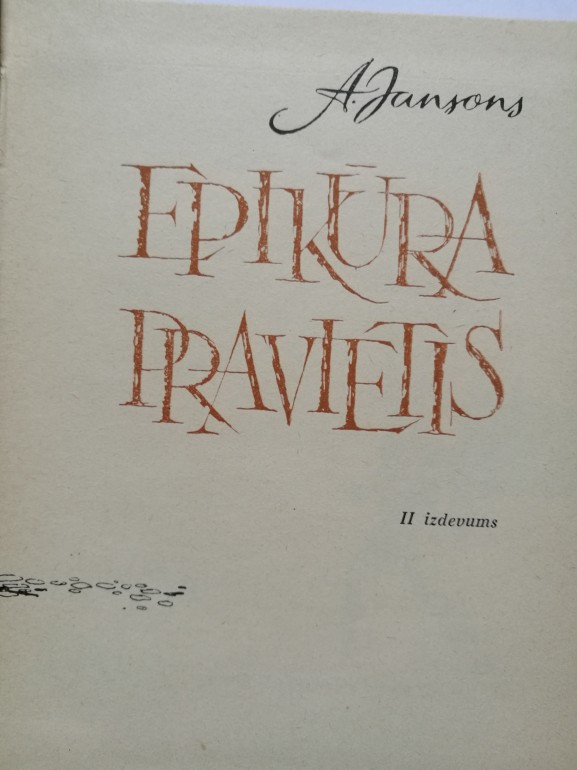 A. Jansons
EPIKŪRA
PRAVIETIS
II izdevums